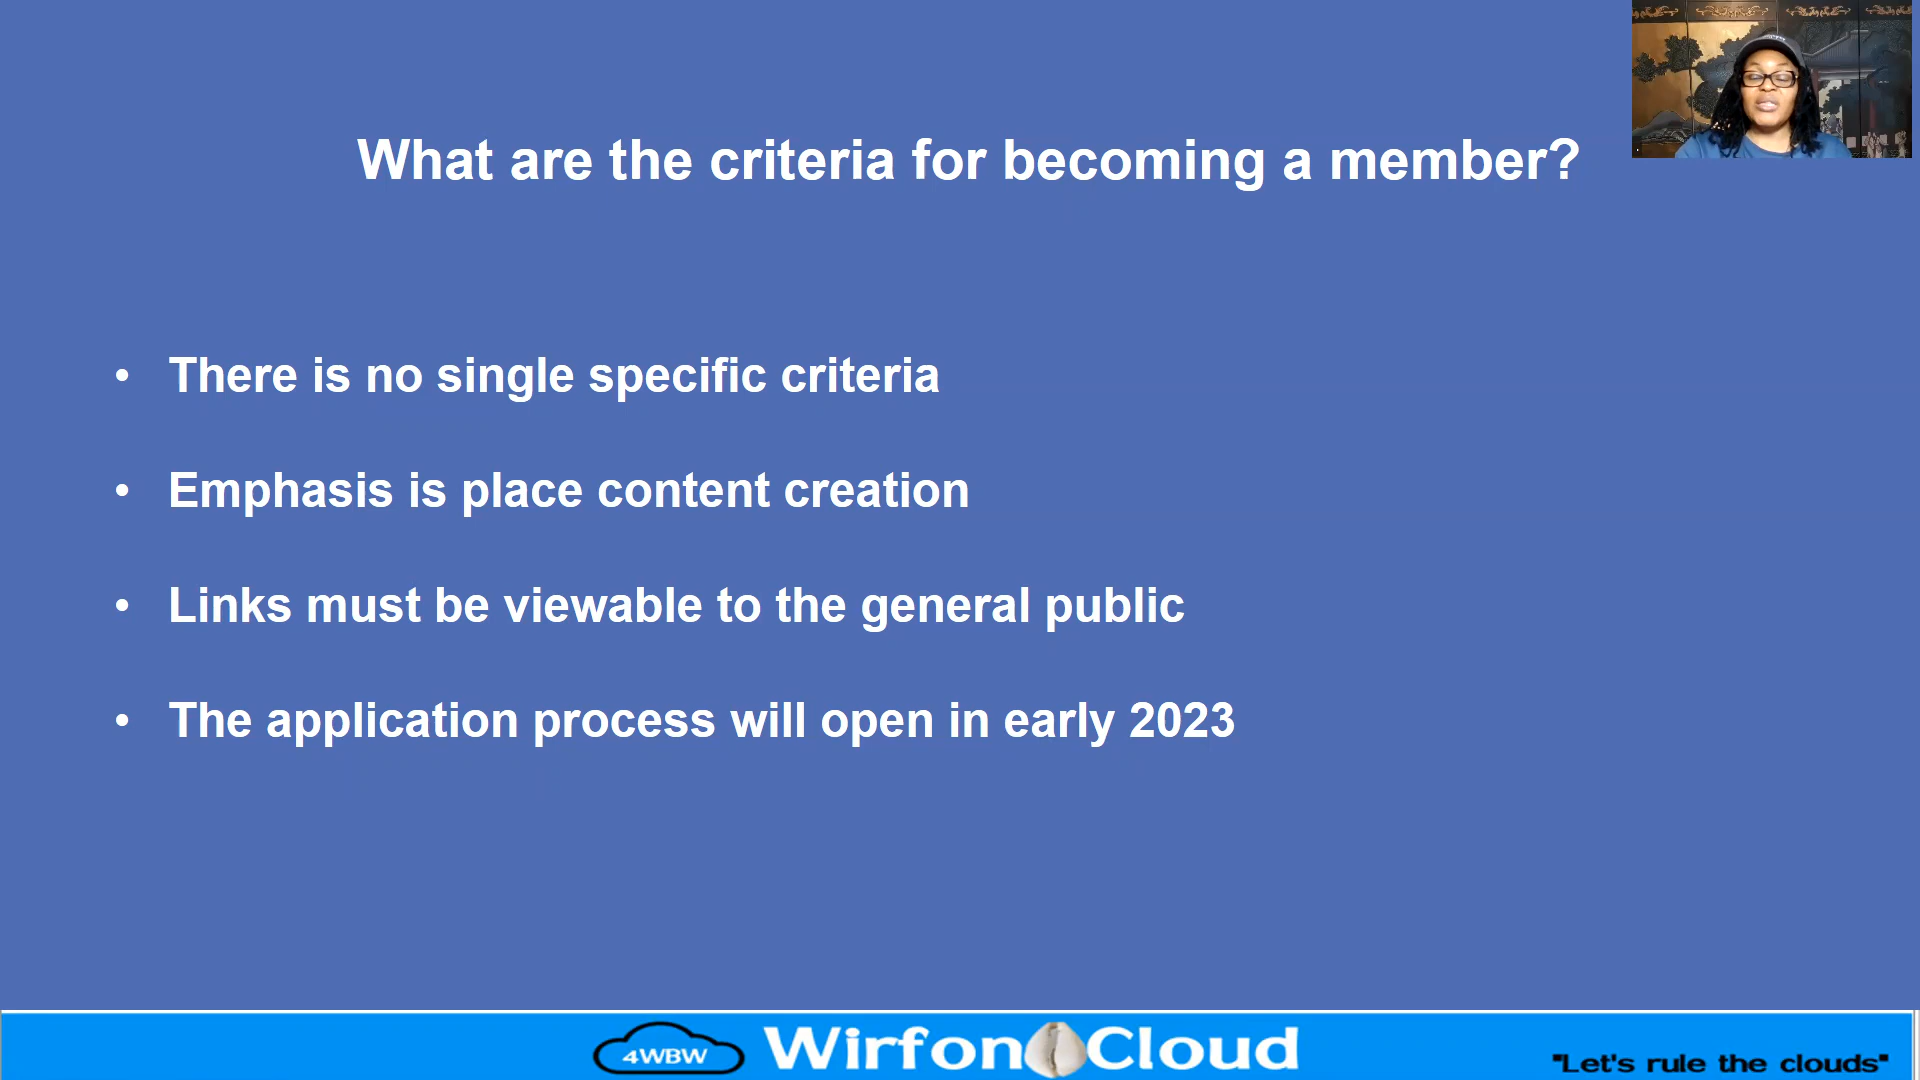 What are the criteria for becoming a member?
• There is no single specific criteria
• Emphasis is place content creation
• Links must be viewable to the general public
• The application process will open in early 2023
4WBW
Wirfon Cloud
"Let's rule the clouds"